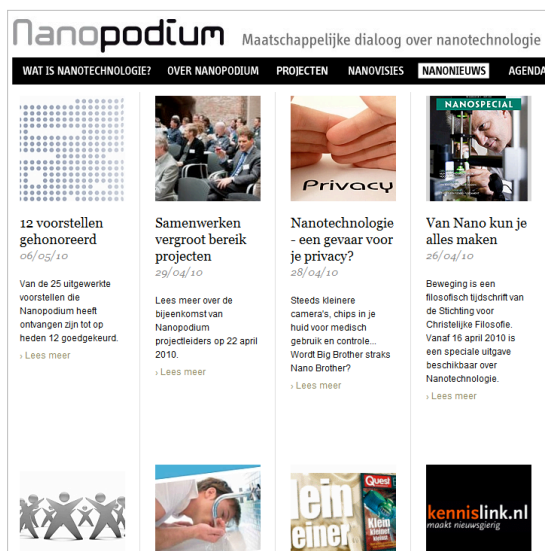 Nanopodium Maatschappelijke dialoog over nanotechnologie
WAT IS NANOTECHNOLOGIE? OVER NANOPODIUM PROJECTEN NANOVISIES NANONIEUWS AGENDA
Privacy
NANOSPECIAL
12 voorstellen
gehonoreerd
06/05/10
Van de 25 uitgewerkte
voorstellen die
Nanopodium heeft
ontvangen zijn tot op
heden 12 goedgekeurd.
› Lees meer
Samenwerken
vergroot bereik
projecten
29/04/10
Lees meer over de
bijeenkomst van
Nanopodium
projectleiders op 22 april
2010.
› Lees meer
Nanotechnologie
- een gevaar voor
je privacy?
28/04/10
Steeds kleinere
camera's, chips in je
huid voor medisch
gebruik en controle...
Wordt Big Brother straks
Nano Brother?
› Lees meer
Van Nano kun je
alles maken
26/04/10
Beweging is een
filosofisch tijdschrift van
de Stichting voor
Christelijke Filosofie.
Vanaf 16 april 2010 is
een speciale uitgave
beschikbaar over
Nanotechnologie.
› Lees meer
klein
kleiner
Quest
Klein
kleiner
kennislink.nl
maakt nieuwsgierig